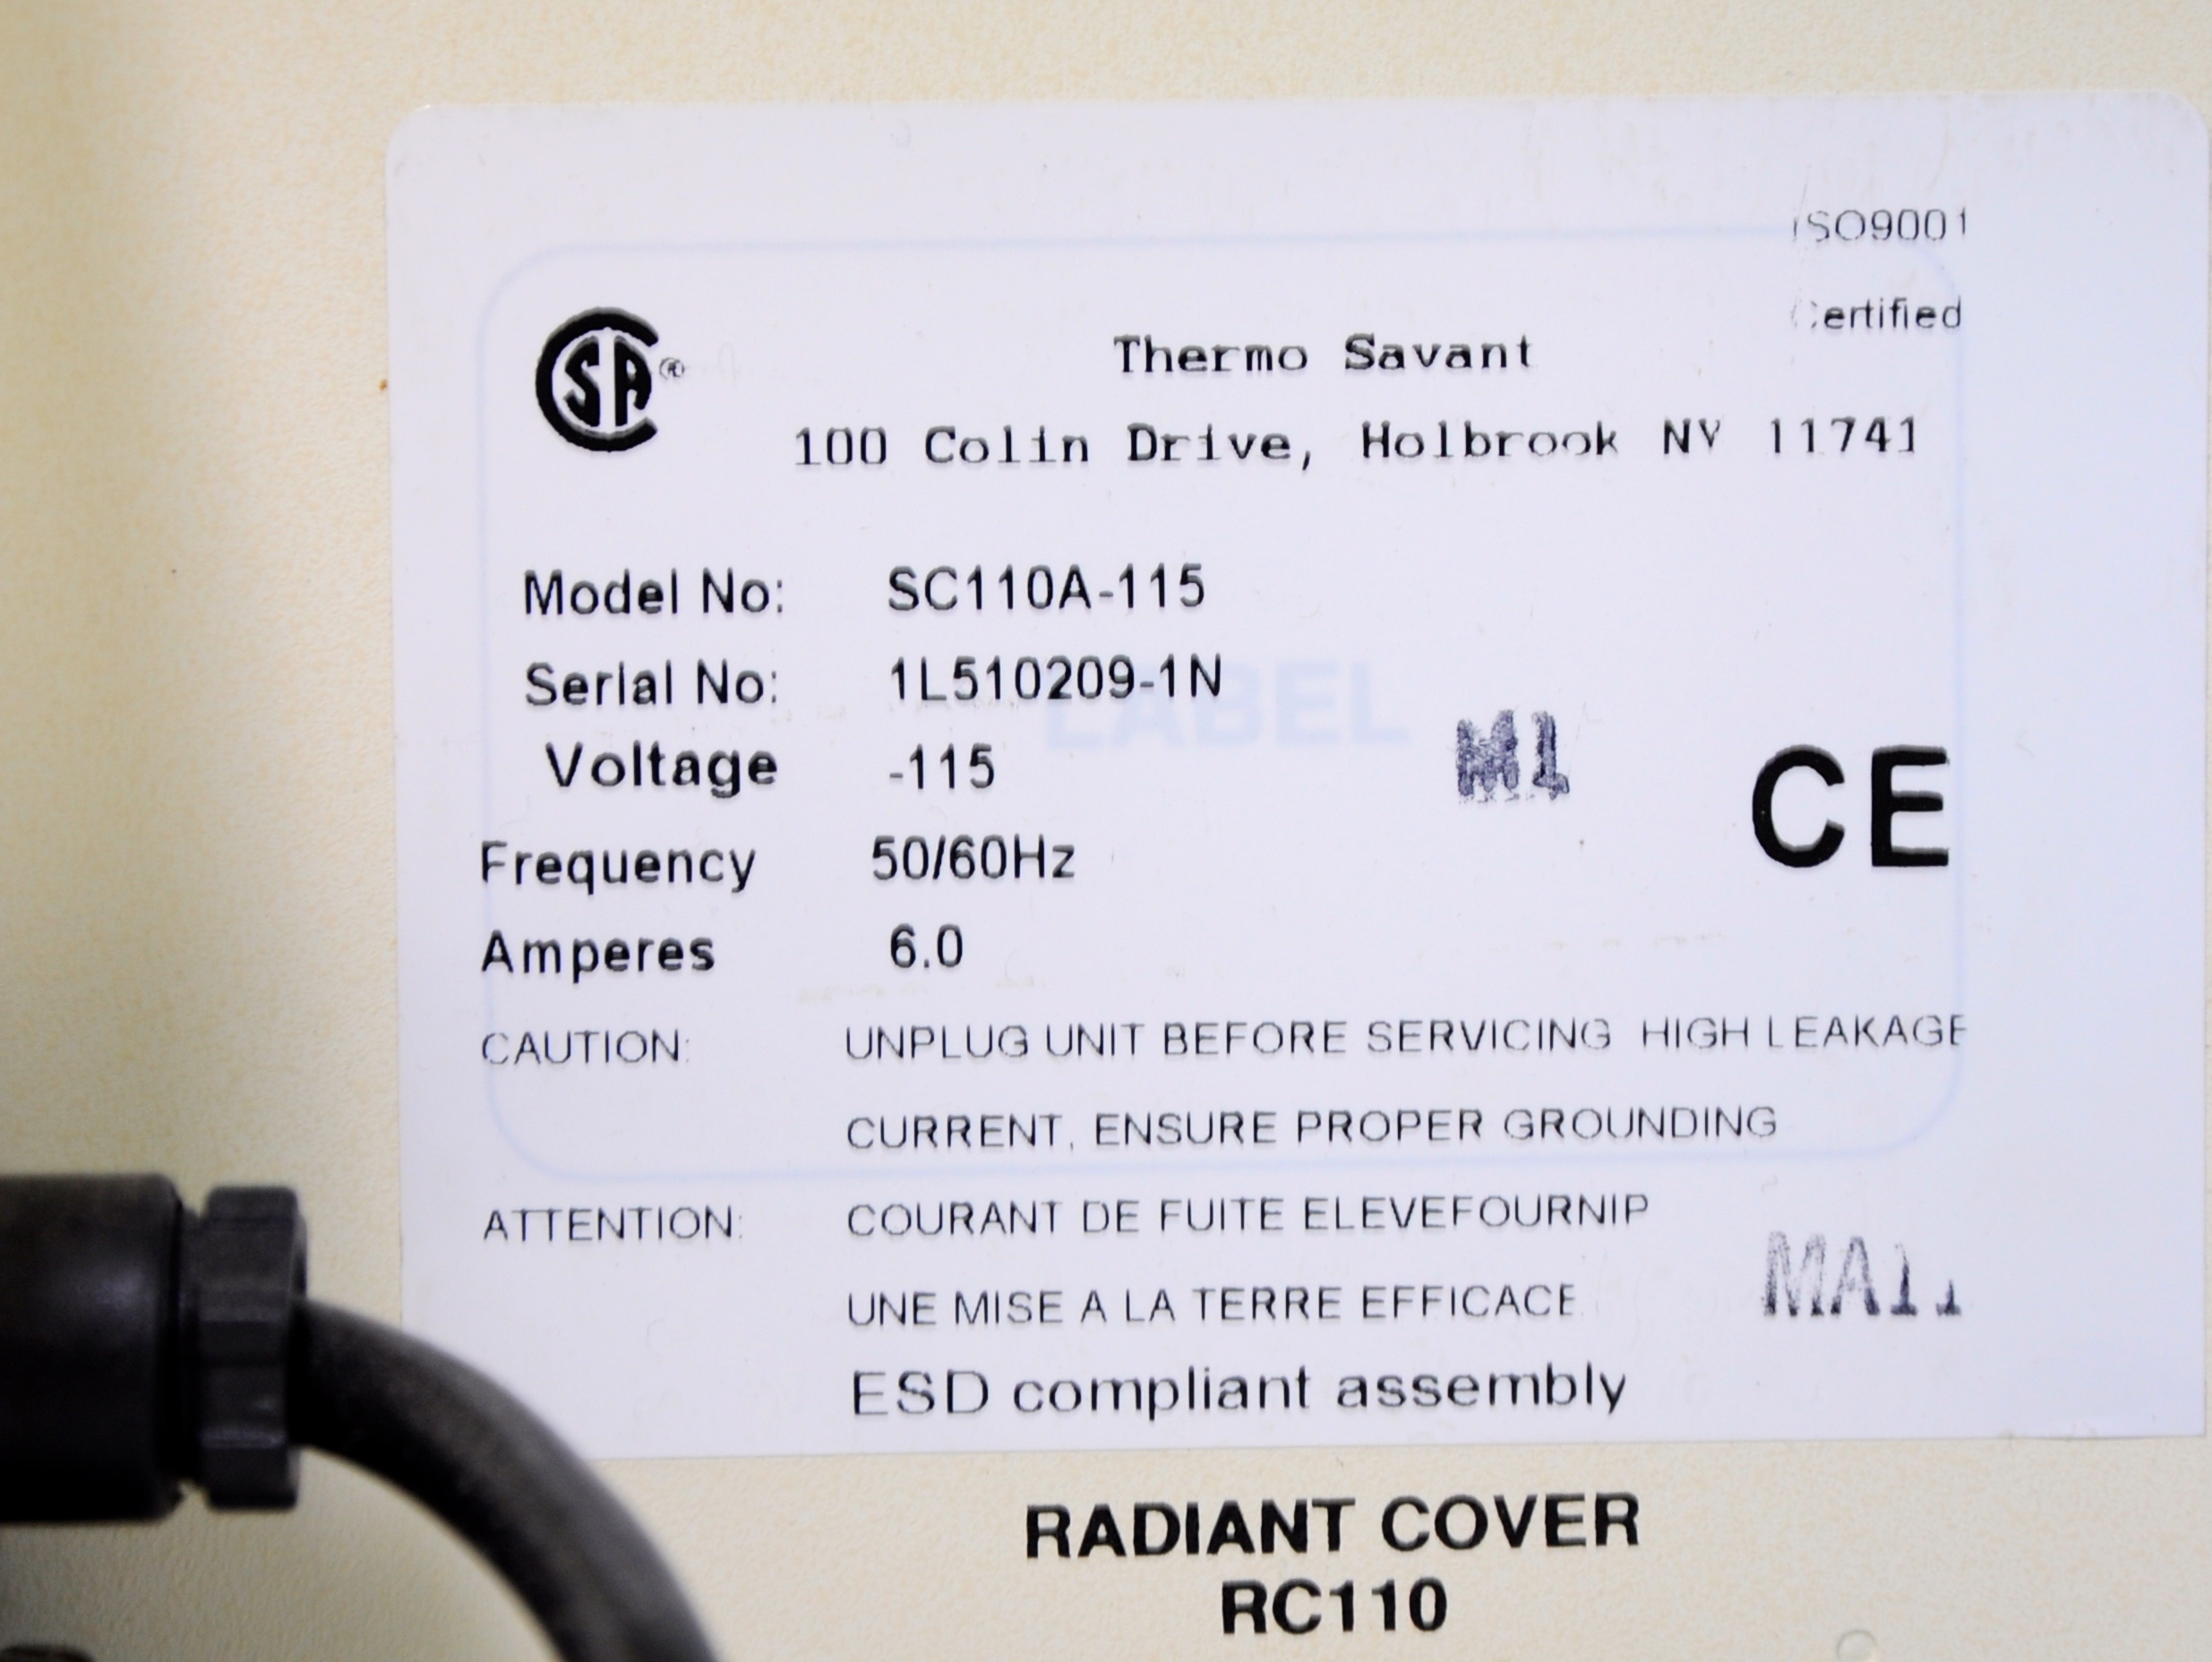 ISO9001
Certified
CSA®
Thermo Savant
100 Colin Drive, Holbrook NY 11741
Model No: SC110A-115
Serial No: 1L510209-1N
LABEL
Voltage -115
M1
CE
Frequency 50/60Hz
Amperes 6.0
CAUTION: UNPLUG UNIT BEFORE SERVICING HIGH LEAKAGE
CURRENT, ENSURE PROPER GROUNDING
ATTENTION: COURANT DE FUITE ELEVEFOURNIP
UNE MISE A LA TERRE EFFICACE
ESD compliant assembly
RADIANT COVER
RC110